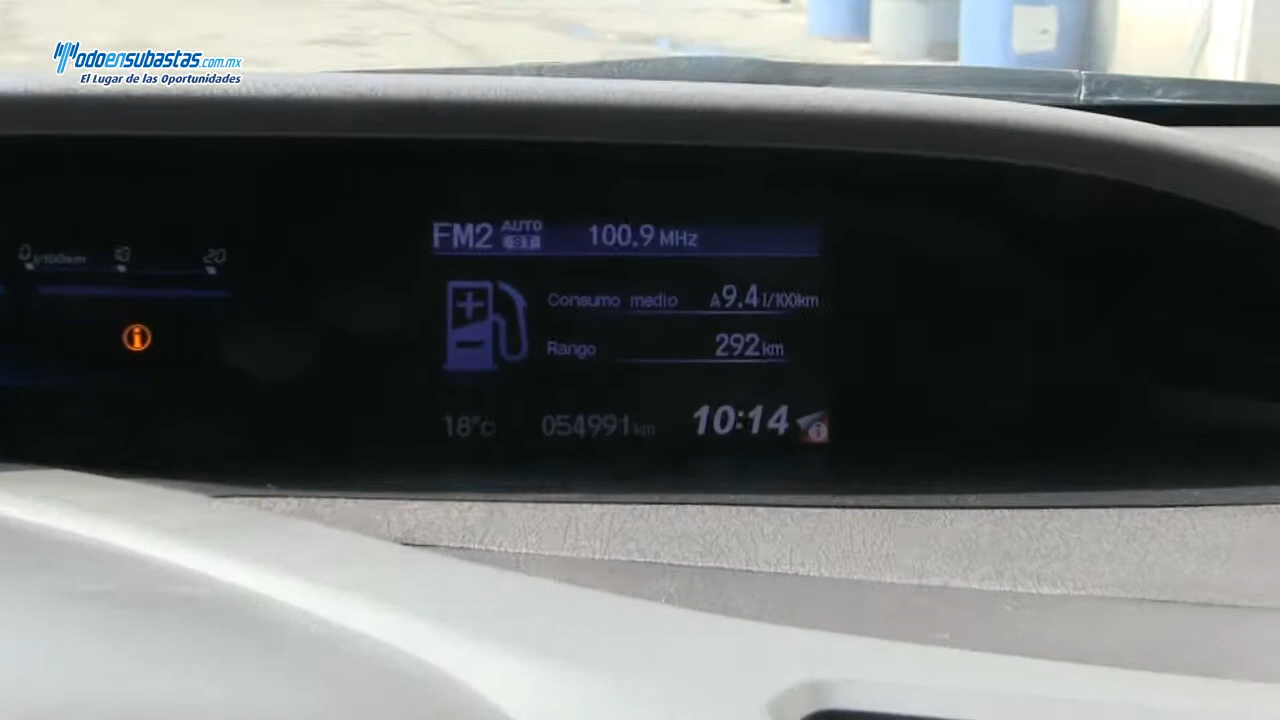 Todoensubastas.com.mx
El Lugar de las Oportunidades
FM2 AUTO ST 100.9 MHz
0 l/100km 10 20
Consumo medio A 9.4 l/100km
Rango 292 km
18°c 054991 km 10:14